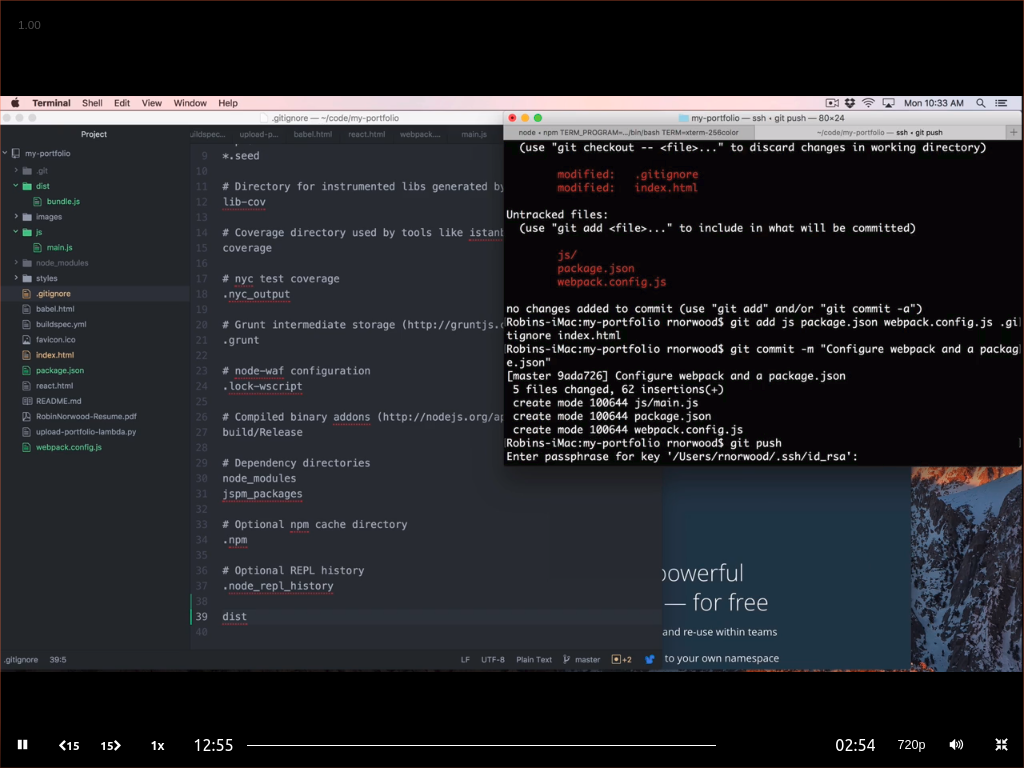 1.00
Terminal Shell Edit View Window Help
Mon 10:33 AM
.gitignore — ~/code/my-portfolio
Project
uildspec... upload-p... babel.html react.html webpack.... main.js
my-portfolio
.git
dist
bundle.js
images
js
main.js
node_modules
styles
.gitignore
babel.html
buildspec.yml
favicon.ico
index.html
package.json
react.html
README.md
RobinNorwood-Resume.pdf
upload-portfolio-lambda.py
webpack.config.js
9 *.seed
10
11 # Directory for instrumented libs generated by
12 lib-cov
13
14 # Coverage directory used by tools like istanb
15 coverage
16
17 # nyc test coverage
18 .nyc_output
19
20 # Grunt intermediate storage (http://gruntjs.c
21 .grunt
22
23 # node-waf configuration
24 .lock-wscript
25
26 # Compiled binary addons (http://nodejs.org/ap
27 build/Release
28
29 # Dependency directories
30 node_modules
31 jspm_packages
32
33 # Optional npm cache directory
34 .npm
35
36 # Optional REPL history
37 .node_repl_history
38
39 dist
40
.gitignore 39:5
LF UTF-8 Plain Text master +2
my-portfolio — ssh • git push — 80×24
node • npm TERM_PROGRAM=.../bin/bash TERM=xterm-256color
~/code/my-portfolio — ssh • git push
(use "git checkout -- <file>..." to discard changes in working directory)
modified: .gitignore
modified: index.html
Untracked files:
(use "git add <file>..." to include in what will be committed)
js/
package.json
webpack.config.js
no changes added to commit (use "git add" and/or "git commit -a")
Robins-iMac:my-portfolio rnorwood$ git add js package.json webpack.config.js .gi
tignore index.html
Robins-iMac:my-portfolio rnorwood$ git commit -m "Configure webpack and a packag
e.json"
[master 9ada726] Configure webpack and a package.json
5 files changed, 62 insertions(+)
create mode 100644 js/main.js
create mode 100644 package.json
create mode 100644 webpack.config.js
Robins-iMac:my-portfolio rnorwood$ git push
Enter passphrase for key '/Users/rnorwood/.ssh/id_rsa':
powerful
— for free
and re-use within teams
to your own namespace
15 15 1x 12:55 02:54 720p